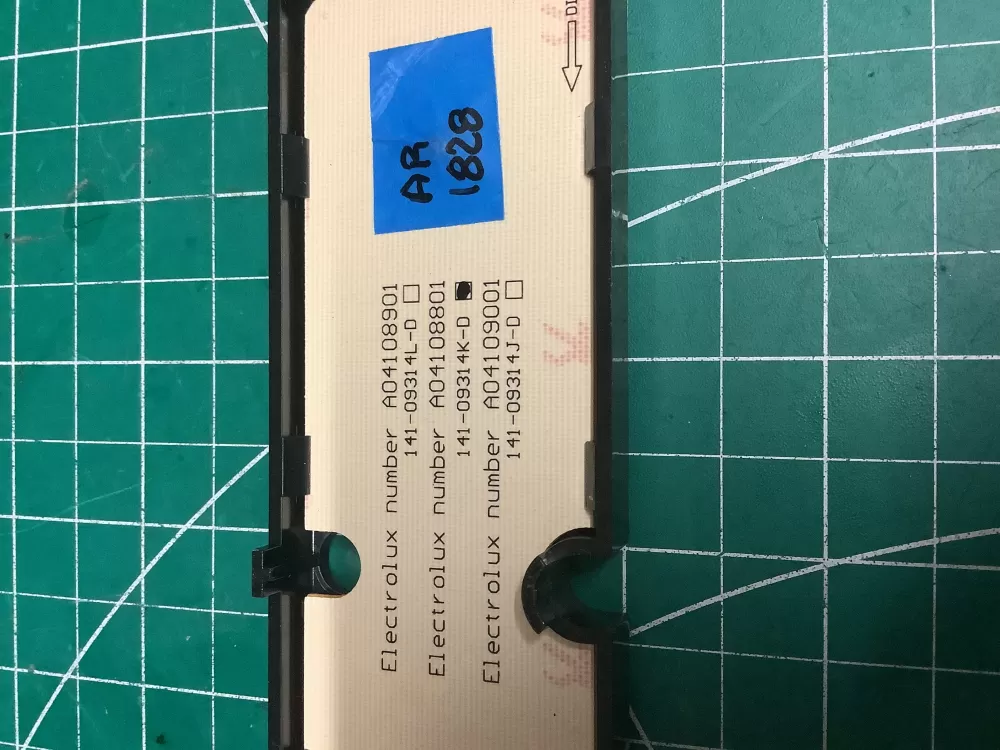 AR
1828
Electrolux number A04108901
141-09314L-D
Electrolux number A04108801
141-09314K-D
Electrolux number A04109001
141-09314J-D